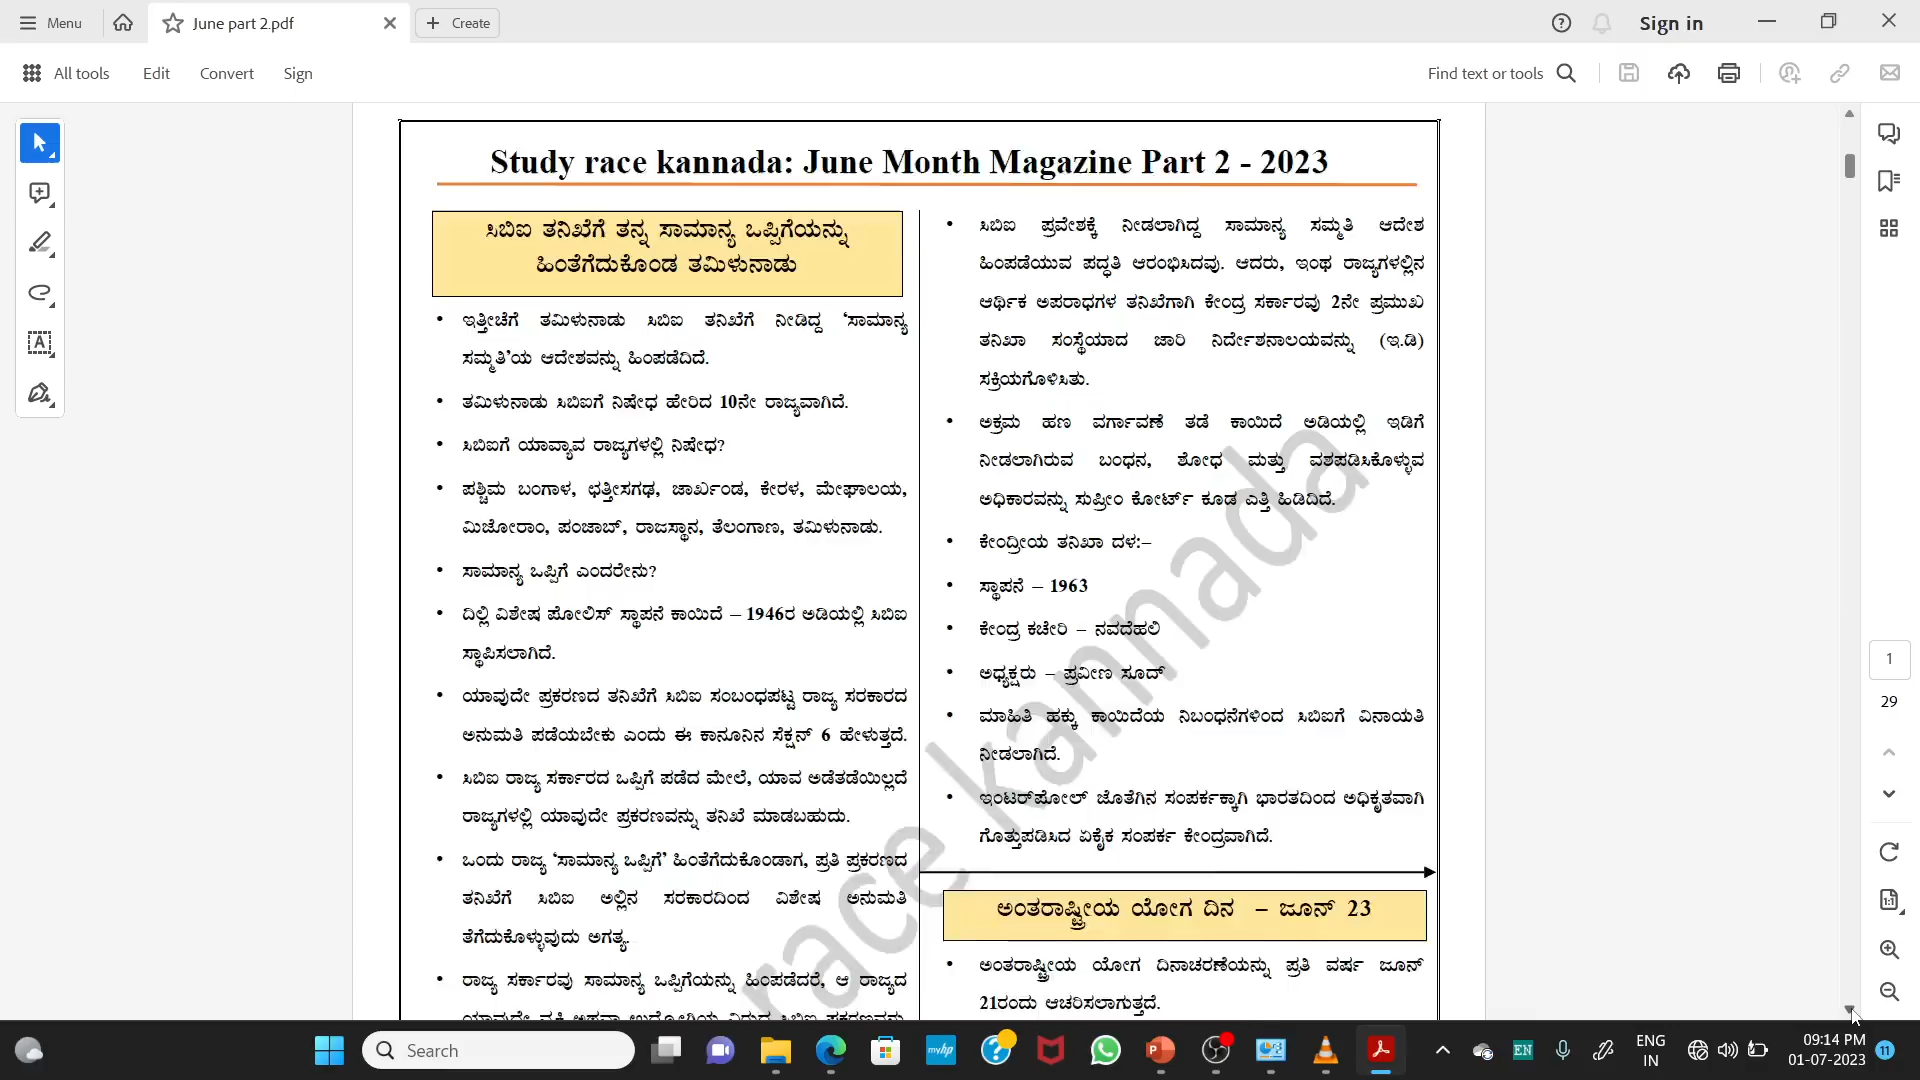 Menu
June part 2.pdf
Create
Sign in
All tools
Edit
Convert
Sign
Find text or tools
Study race kannada: June Month Magazine Part 2 - 2023
ಸಿಬಿಐ ತನಿಖೆಗೆ ತನ್ನ ಸಾಮಾನ್ಯ ಒಪ್ಪಿಗೆಯನ್ನು
ಹಿಂತೆಗೆದುಕೊಂಡ ತಮಿಳುನಾಡು
• ಇತ್ತೀಚೆಗೆ ತಮಿಳುನಾಡು ಸಿಬಿಐ ತನಿಖೆಗೆ ನೀಡಿದ್ದ ‘ಸಾಮಾನ್ಯ
ಸಮ್ಮತಿ’ಯ ಆದೇಶವನ್ನು ಹಿಂಪಡೆದಿದೆ.
• ತಮಿಳುನಾಡು ಸಿಬಿಐಗೆ ನಿಷೇಧ ಹೇರಿದ 10ನೇ ರಾಜ್ಯವಾಗಿದೆ.
• ಸಿಬಿಐಗೆ ಯಾವ್ಯಾವ ರಾಜ್ಯಗಳಲ್ಲಿ ನಿಷೇಧ?
• ಪಶ್ಚಿಮ ಬಂಗಾಳ, ಛತ್ತೀಸಗಢ, ಜಾರ್ಖಂಡ, ಕೇರಳ, ಮೇಘಾಲಯ,
ಮಿಜೋರಾಂ, ಪಂಜಾಬ್, ರಾಜಸ್ಥಾನ, ತೆಲಂಗಾಣ, ತಮಿಳುನಾಡು.
• ಸಾಮಾನ್ಯ ಒಪ್ಪಿಗೆ ಎಂದರೇನು?
• ದಿಲ್ಲಿ ವಿಶೇಷ ಪೋಲಿಸ್ ಸ್ಥಾಪನೆ ಕಾಯಿದೆ – 1946ರ ಅಡಿಯಲ್ಲಿ ಸಿಬಿಐ
ಸ್ಥಾಪಿಸಲಾಗಿದೆ.
• ಯಾವುದೇ ಪ್ರಕರಣದ ತನಿಖೆಗೆ ಸಿಬಿಐ ಸಂಬಂಧಪಟ್ಟ ರಾಜ್ಯ ಸರಕಾರದ
ಅನುಮತಿ ಪಡೆಯಬೇಕು ಎಂದು ಈ ಕಾನೂನಿನ ಸೆಕ್ಷನ್ 6 ಹೇಳುತ್ತದೆ.
• ಸಿಬಿಐ ರಾಜ್ಯ ಸರ್ಕಾರದ ಒಪ್ಪಿಗೆ ಪಡೆದ ಮೇಲೆ, ಯಾವ ಅಡೆತಡೆಯಿಲ್ಲದೆ
ರಾಜ್ಯಗಳಲ್ಲಿ ಯಾವುದೇ ಪ್ರಕರಣವನ್ನು ತನಿಖೆ ಮಾಡಬಹುದು.
• ಒಂದು ರಾಜ್ಯ ‘ಸಾಮಾನ್ಯ ಒಪ್ಪಿಗೆ’ ಹಿಂತೆಗೆದುಕೊಂಡಾಗ, ಪ್ರತಿ ಪ್ರಕರಣದ
ತನಿಖೆಗೆ ಸಿಬಿಐ ಅಲ್ಲಿನ ಸರಕಾರದಿಂದ ವಿಶೇಷ ಅನುಮತಿ
ತೆಗೆದುಕೊಳ್ಳುವುದು ಅಗತ್ಯ.
• ರಾಜ್ಯ ಸರ್ಕಾರವು ಸಾಮಾನ್ಯ ಒಪ್ಪಿಗೆಯನ್ನು ಹಿಂಪಡೆದರೆ, ಆ ರಾಜ್ಯದ
• ಸಿಬಿಐ ಪ್ರವೇಶಕ್ಕೆ ನೀಡಲಾಗಿದ್ದ ಸಾಮಾನ್ಯ ಸಮ್ಮತಿ ಆದೇಶ
ಹಿಂಪಡೆಯುವ ಪದ್ಧತಿ ಆರಂಭಿಸಿದವು. ಆದರು, ಇಂಥ ರಾಜ್ಯಗಳಲ್ಲಿನ
ಆರ್ಥಿಕ ಅಪರಾಧಗಳ ತನಿಖೆಗಾಗಿ ಕೇಂದ್ರ ಸರ್ಕಾರವು 2ನೇ ಪ್ರಮುಖ
ತನಿಖಾ ಸಂಸ್ಥೆಯಾದ ಜಾರಿ ನಿರ್ದೇಶನಾಲಯವನ್ನು (ಇ.ಡಿ)
ಸಕ್ರಿಯಗೊಳಿಸಿತು.
• ಅಕ್ರಮ ಹಣ ವರ್ಗಾವಣೆ ತಡೆ ಕಾಯಿದೆ ಅಡಿಯಲ್ಲಿ ಇಡಿಗೆ
ನೀಡಲಾಗಿರುವ ಬಂಧನ, ಶೋಧ ಮತ್ತು ವಶಪಡಿಸಿಕೊಳ್ಳುವ
ಅಧಿಕಾರವನ್ನು ಸುಪ್ರೀಂ ಕೋರ್ಟ್ ಕೂಡ ಎತ್ತಿ ಹಿಡಿದಿದೆ.
• ಕೇಂದ್ರೀಯ ತನಿಖಾ ದಳ:–
• ಸ್ಥಾಪನೆ – 1963
• ಕೇಂದ್ರ ಕಚೇರಿ – ನವದೆಹಲಿ
• ಅಧ್ಯಕ್ಷರು – ಪ್ರವೀಣ ಸೂದ್
• ಮಾಹಿತಿ ಹಕ್ಕು ಕಾಯಿದೆಯ ನಿಬಂಧನೆಗಳಿಂದ ಸಿಬಿಐಗೆ ವಿನಾಯತಿ
ನೀಡಲಾಗಿದೆ.
• ಇಂಟರ್‌ಪೋಲ್ ಜೊತೆಗಿನ ಸಂಪರ್ಕಕ್ಕಾಗಿ ಭಾರತದಿಂದ ಅಧಿಕೃತವಾಗಿ
ಗೊತ್ತುಪಡಿಸಿದ ಏಕೈಕ ಸಂಪರ್ಕ ಕೇಂದ್ರವಾಗಿದೆ.
ಅಂತರಾಷ್ಟ್ರೀಯ ಯೋಗ ದಿನ – ಜೂನ್ 23
• ಅಂತರಾಷ್ಟ್ರೀಯ ಯೋಗ ದಿನಾಚರಣೆಯನ್ನು ಪ್ರತಿ ವರ್ಷ ಜೂನ್
21ರಂದು ಆಚರಿಸಲಾಗುತ್ತದೆ.
race kannada
1
29
Search
ENG
IN
09:14 PM
01-07-2023
11